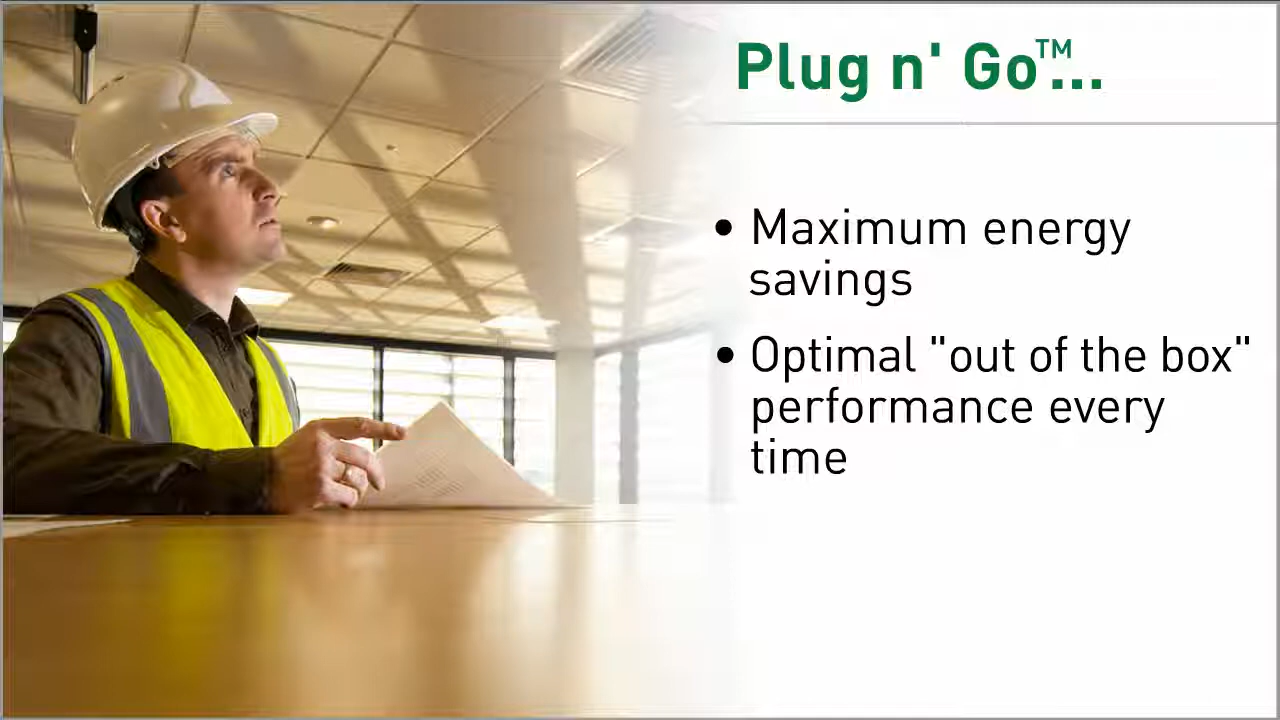 Plug n' Go™...
• Maximum energy
savings
• Optimal "out of the box"
performance every
time